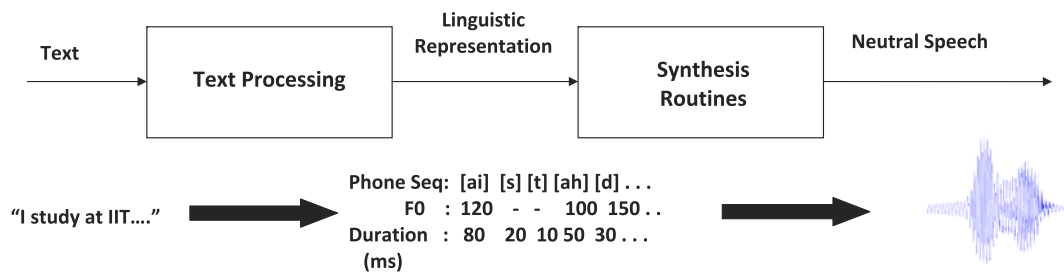 Text
Text Processing
Linguistic
Representation
Synthesis
Routines
Neutral Speech
“I study at IIT....”
Phone Seq: [ai] [s] [t] [ah] [d] . . .
F0 : 120 - - 100 150 . .
Duration : 80 20 10 50 30 . . .
(ms)